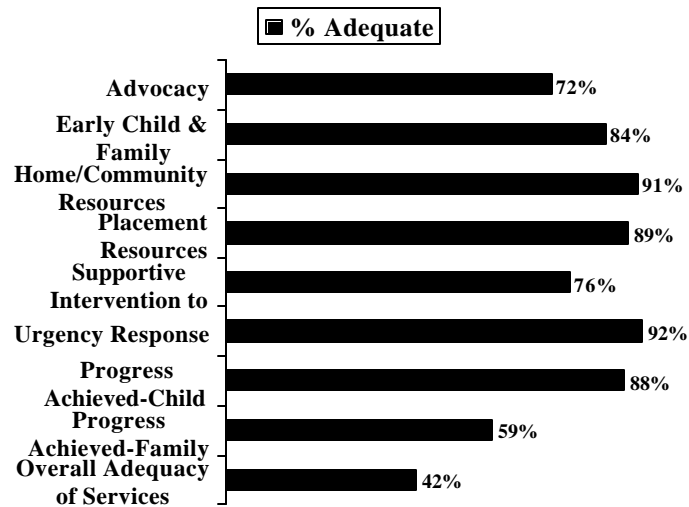 % Adequate
Advocacy
72%
Early Child &
Family
84%
Home/Community
Resources
91%
Placement
Resources
89%
Supportive
Intervention to
76%
Urgency Response
92%
Progress
Achieved-Child
88%
Progress
Achieved-Family
59%
Overall Adequacy
of Services
42%